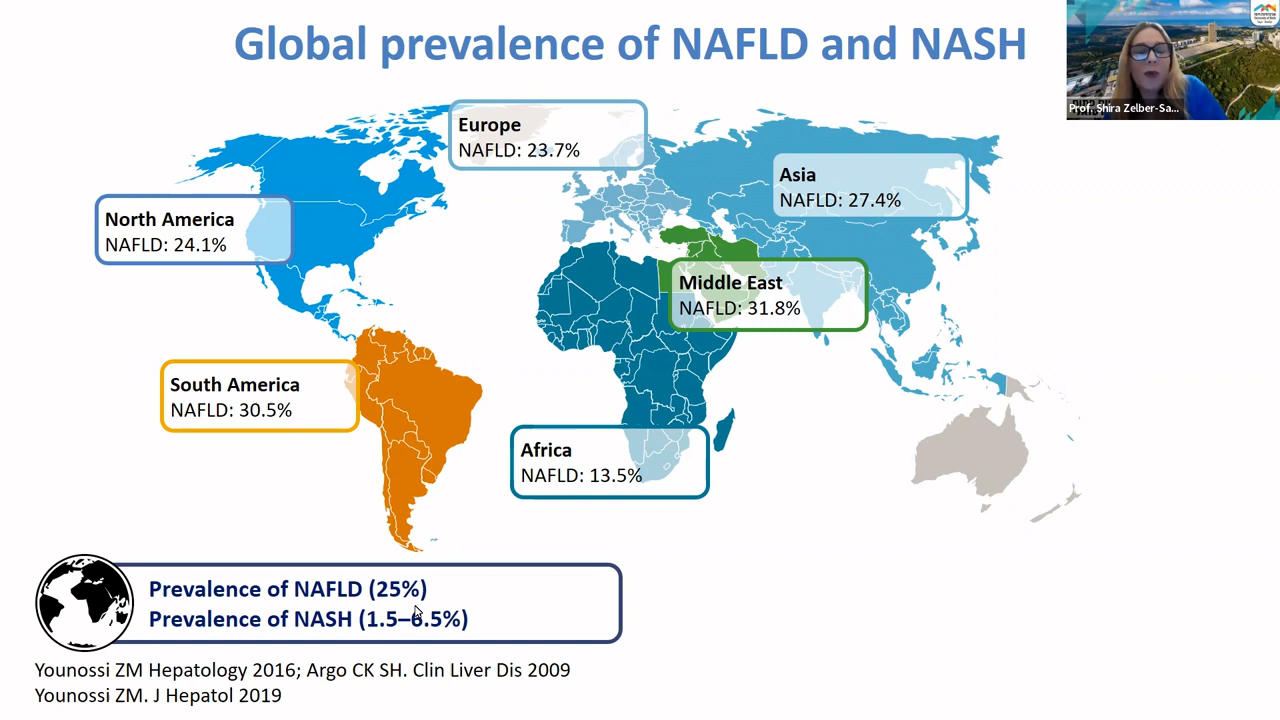 Global prevalence of NAFLD and NASH
Prof. Shira Zelber-Sa...
Europe
NAFLD: 23.7%
Asia
NAFLD: 27.4%
North America
NAFLD: 24.1%
Middle East
NAFLD: 31.8%
South America
NAFLD: 30.5%
Africa
NAFLD: 13.5%
Prevalence of NAFLD (25%)
Prevalence of NASH (1.5–6.5%)
Younossi ZM Hepatology 2016; Argo CK SH. Clin Liver Dis 2009
Younossi ZM. J Hepatol 2019